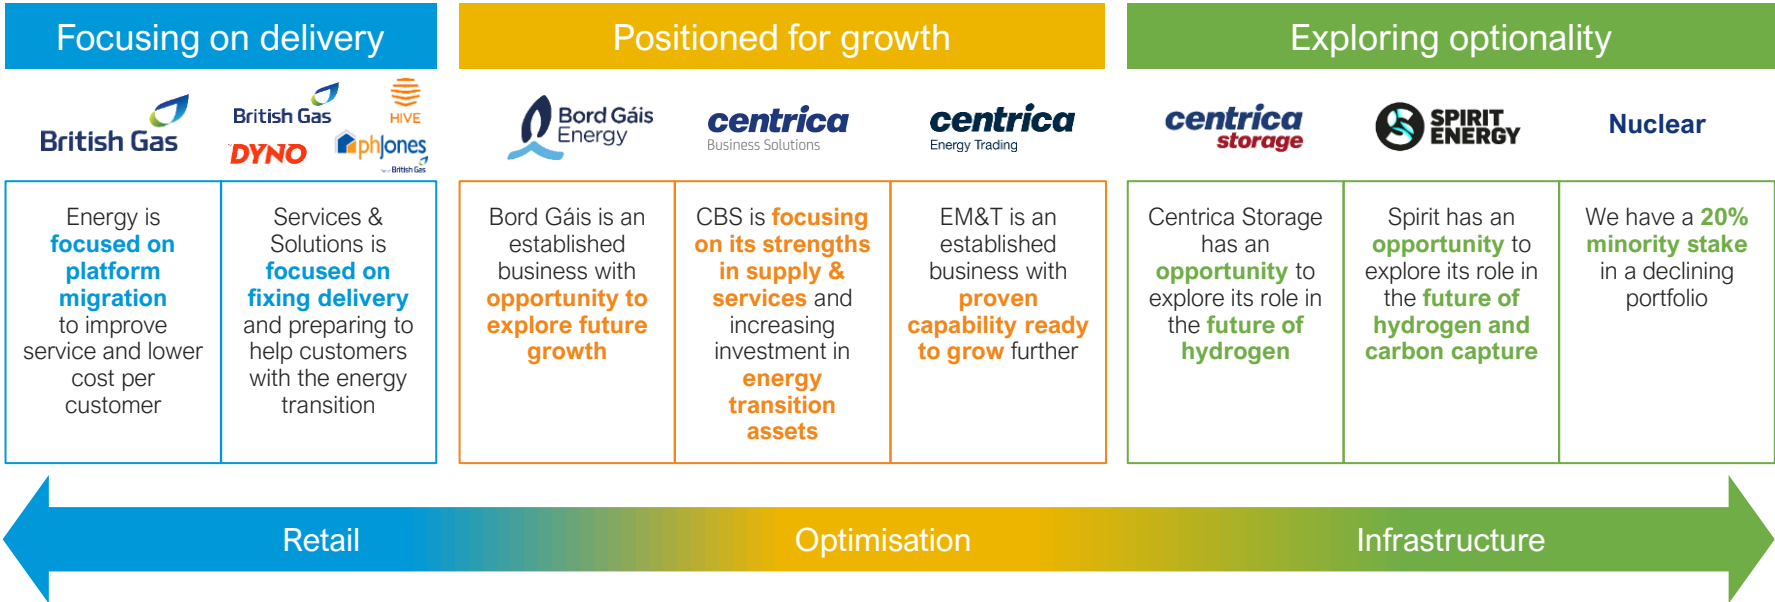 Focusing on delivery
Positioned for growth
Exploring optionality
British Gas
British Gas
HIVE
DYNO
phJones
British Gas
Bord Gáis
Energy
centrica
Business Solutions
centrica
Energy Trading
centrica
storage
SPIRIT
ENERGY
Nuclear
Energy is
focused on
platform
migration
to improve
service and lower
cost per
customer
Services &
Solutions is
focused on
fixing delivery
and preparing to
help customers
with the energy
transition
Bord Gáis is an
established
business with
opportunity to
explore future
growth
CBS is focusing
on its strengths
in supply &
services and
increasing
investment in
energy
transition
assets
EM&T is an
established
business with
proven
capability ready
to grow further
Centrica Storage
has an
opportunity to
explore its role in
the future of
hydrogen
Spirit has an
opportunity to
explore its role in
the future of
hydrogen and
carbon capture
We have a 20%
minority stake
in a declining
portfolio
Retail
Optimisation
Infrastructure